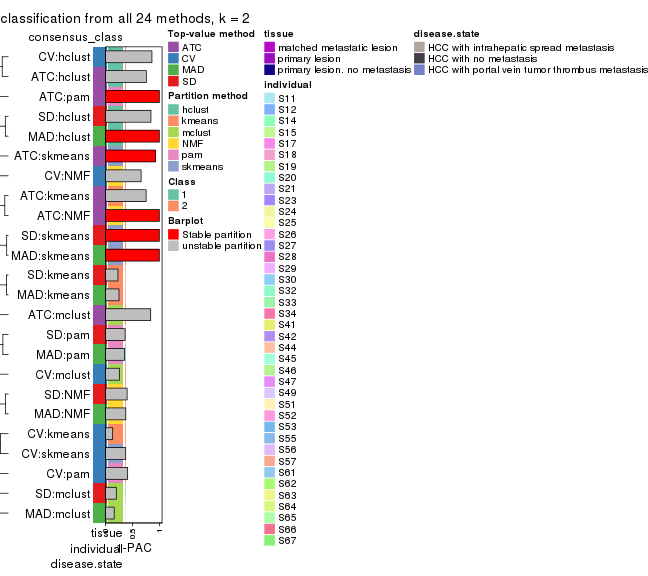 classification from all 24 methods, k = 2
consensus_class
CV:hclust
ATC:hclust
ATC:pam
SD:hclust
MAD:hclust
ATC:skmeans
CV:NMF
ATC:kmeans
ATC:NMF
SD:skmeans
MAD:skmeans
SD:kmeans
MAD:kmeans
ATC:mclust
SD:pam
MAD:pam
CV:mclust
SD:NMF
MAD:NMF
CV:kmeans
CV:skmeans
CV:pam
SD:mclust
MAD:mclust
tissue
individual
disease.state
0
0.5
1
1-PAC
Top-value method
ATC
CV
MAD
SD
Partition method
hclust
kmeans
mclust
NMF
pam
skmeans
Class
1
2
Barplot
Stable partition
unstable partition
tissue
matched metastatic lesion
primary lesion
primary lesion. no metastasis
individual
S11
S12
S14
S15
S17
S18
S19
S20
S21
S23
S24
S25
S26
S27
S28
S29
S30
S32
S33
S34
S41
S42
S44
S45
S46
S47
S49
S51
S52
S53
S55
S56
S57
S61
S62
S63
S64
S65
S66
S67
disease.state
HCC with intrahepatic spread metastasis
HCC with no metastasis
HCC with portal vein tumor thrombus metastasis